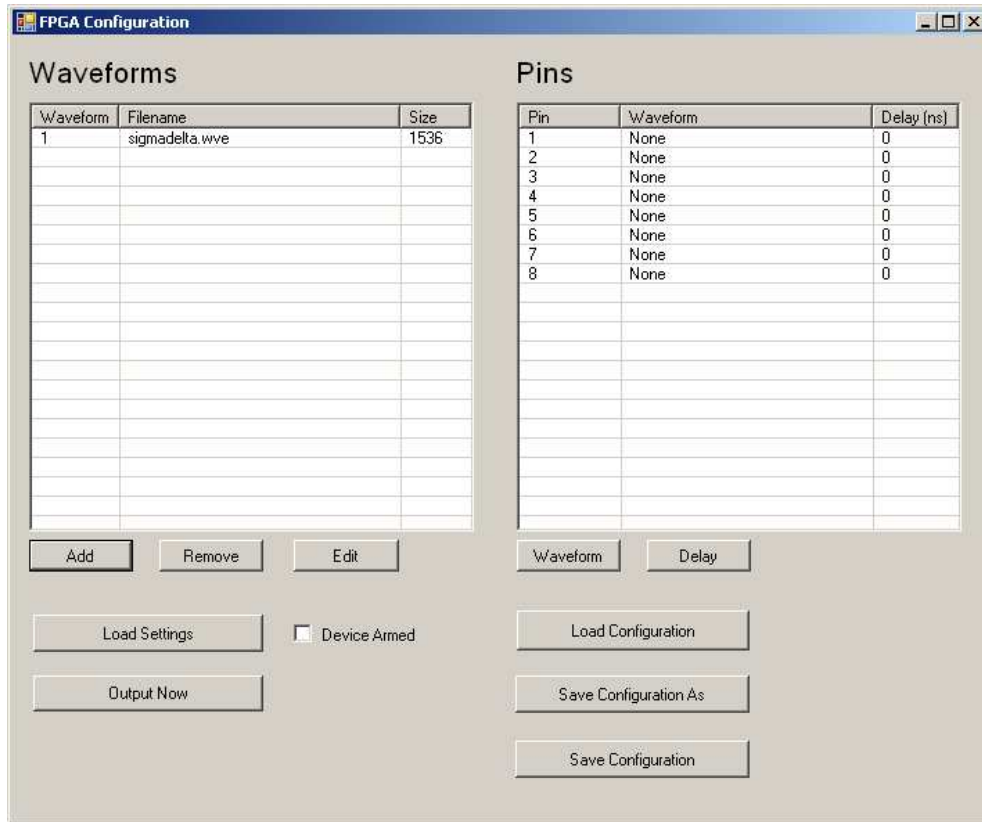 FPGA Configuration
Waveforms
Waveform Filename Size
1 sigmadelta.wve 1536
Add Remove Edit
Load Settings Device Armed
Output Now
Pins
Pin Waveform Delay (ns)
1 None 0
2 None 0
3 None 0
4 None 0
5 None 0
6 None 0
7 None 0
8 None 0
Waveform Delay
Load Configuration
Save Configuration As
Save Configuration